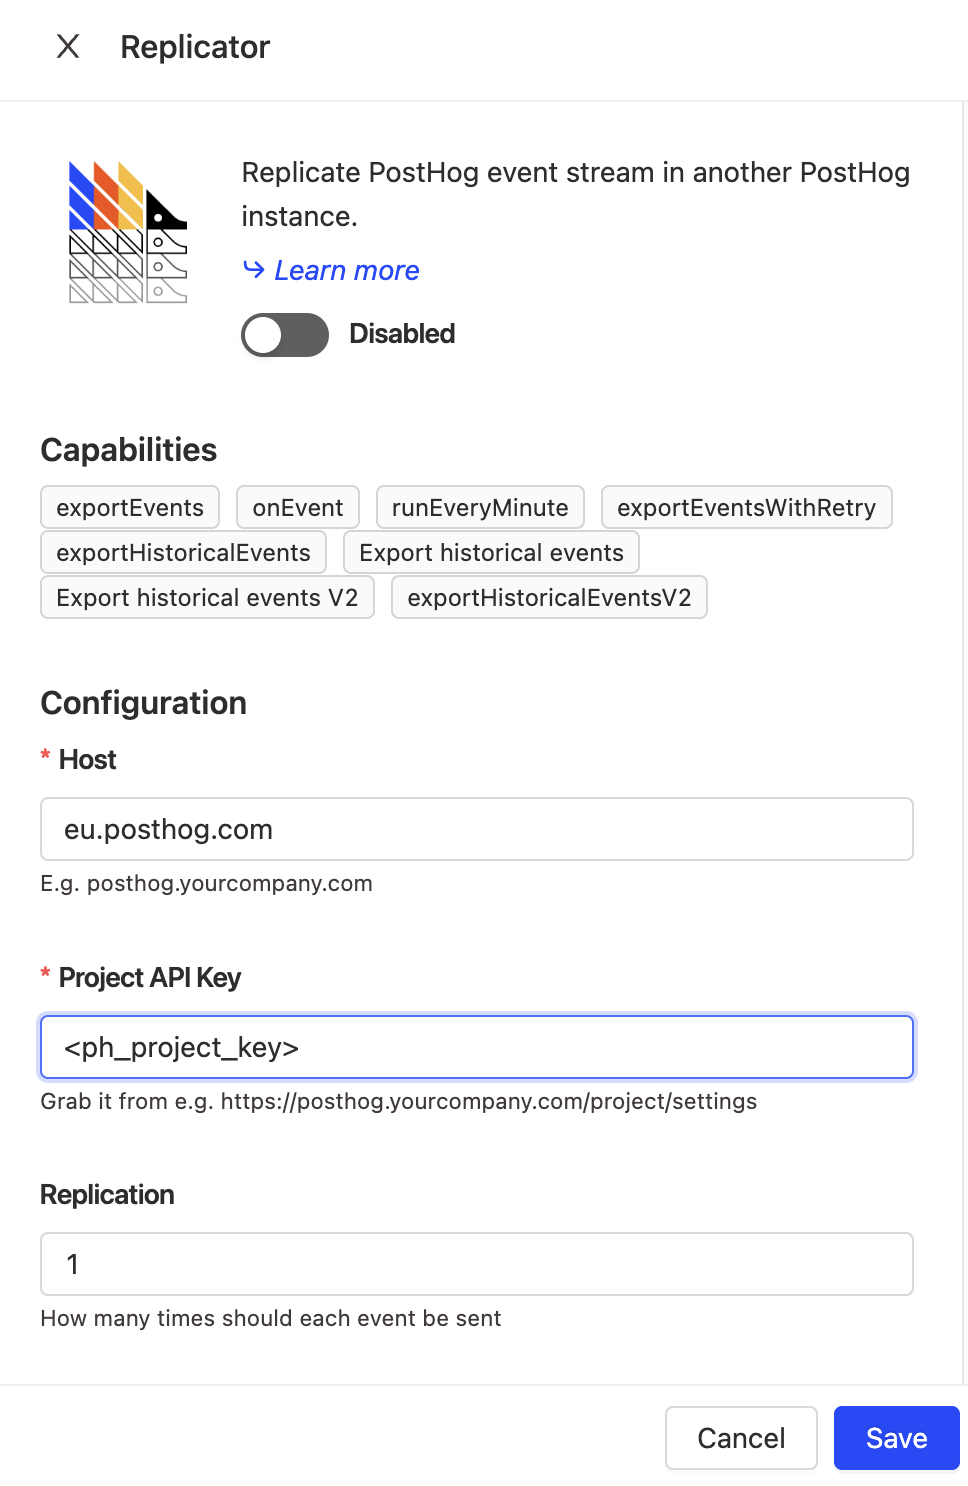 Replicator
Replicate PostHog event stream in another PostHog
instance.
Learn more
Disabled
Capabilities
exportEvents onEvent runEveryMinute exportEventsWithRetry
exportHistoricalEvents Export historical events
Export historical events V2 exportHistoricalEventsV2
Configuration
* Host
eu.posthog.com
E.g. posthog.yourcompany.com
* Project API Key
<ph_project_key>
Grab it from e.g. https://posthog.yourcompany.com/project/settings
Replication
1
How many times should each event be sent
Cancel Save